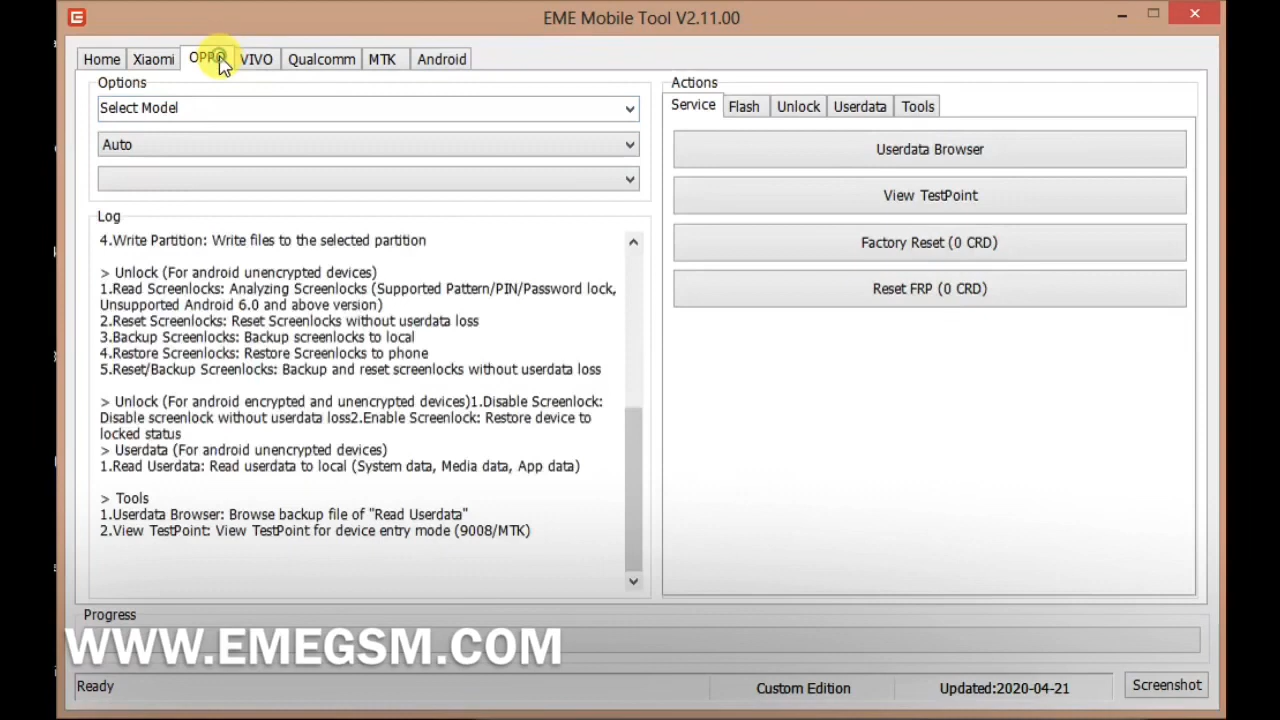 EME Mobile Tool V2.11.00
Home
Xiaomi
OPPO
VIVO
Qualcomm
MTK
Android
Options
Select Model
Auto
Log
4.Write Partition: Write files to the selected partition
> Unlock (For android unencrypted devices)
1.Read Screenlocks: Analyzing Screenlocks (Supported Pattern/PIN/Password lock,
Unsupported Android 6.0 and above version)
2.Reset Screenlocks: Reset Screenlocks without userdata loss
3.Backup Screenlocks: Backup screenlocks to local
4.Restore Screenlocks: Restore Screenlocks to phone
5.Reset/Backup Screenlocks: Backup and reset screenlocks without userdata loss
> Unlock (For android encrypted and unencrypted devices)1.Disable Screenlock:
Disable screenlock without userdata loss2.Enable Screenlock: Restore device to
locked status
> Userdata (For android unencrypted devices)
1.Read Userdata: Read userdata to local (System data, Media data, App data)
> Tools
1.Userdata Browser: Browse backup file of "Read Userdata"
2.View TestPoint: View TestPoint for device entry mode (9008/MTK)
Actions
Service
Flash
Unlock
Userdata
Tools
Userdata Browser
View TestPoint
Factory Reset (0 CRD)
Reset FRP (0 CRD)
Progress
WWW.EMEGSM.COM
Ready
Custom Edition
Updated:2020-04-21
Screenshot